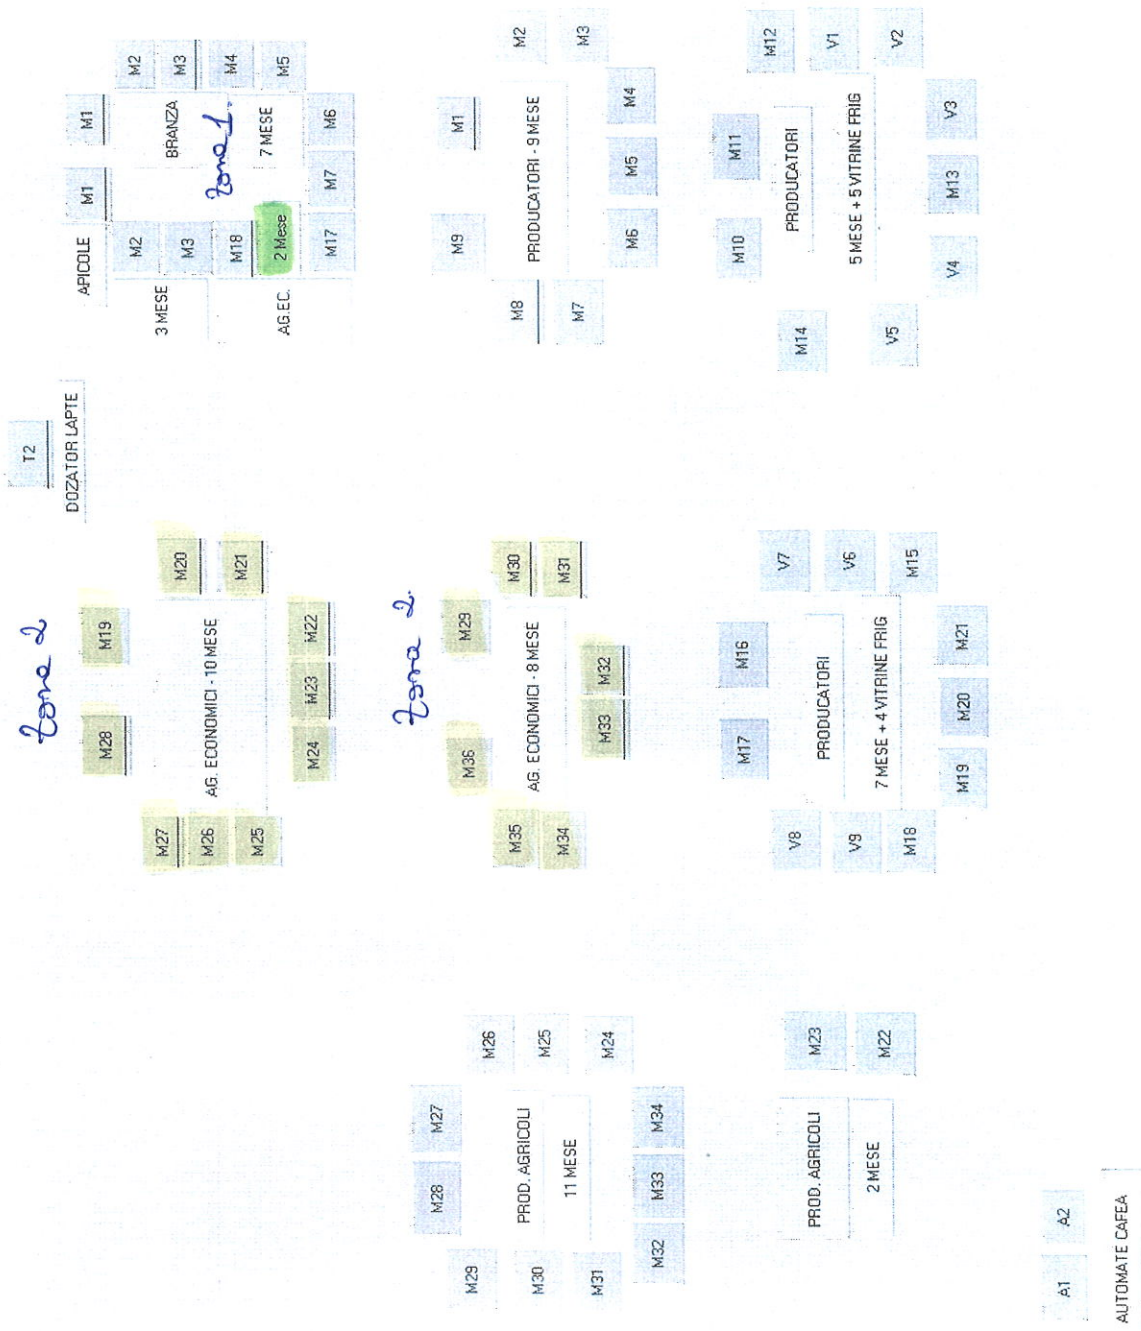 APICOLE
M1
M1
M2
M3
M18
2 Mese
M17
3 MESE
AG.EC.
BRANZA
zona 1.
7 MESE
M2
M3
M4
M5
M6
M7
T2
DOZATOR LAPTE
zona 2
M19
M28
M20
M21
AG. ECONOMICI - 10 MESE
M22
M23
M24
M27
M26
M25
zona 2.
M29
M36
M30
M31
AG. ECONOMICI - 8 MESE
M32
M33
M35
M34
M1
M9
M2
M3
PRODUCATORI - 9 MESE
M4
M5
M6
M8
M7
M12
V1
V2
M11
M10
PRODUCATORI
5 MESE + 5 VITRINE FRIG
V3
M13
V4
M14
V5
V7
V6
M15
M16
M17
PRODUCATORI
7 MESE + 4 VITRINE FRIG
M21
M20
M19
V8
V9
M18
M26
M25
M24
M27
M28
PROD. AGRICOLI
11 MESE
M34
M33
M32
M29
M30
M31
M23
M22
PROD. AGRICOLI
2 MESE
A1
A2
AUTOMATE CAFEA